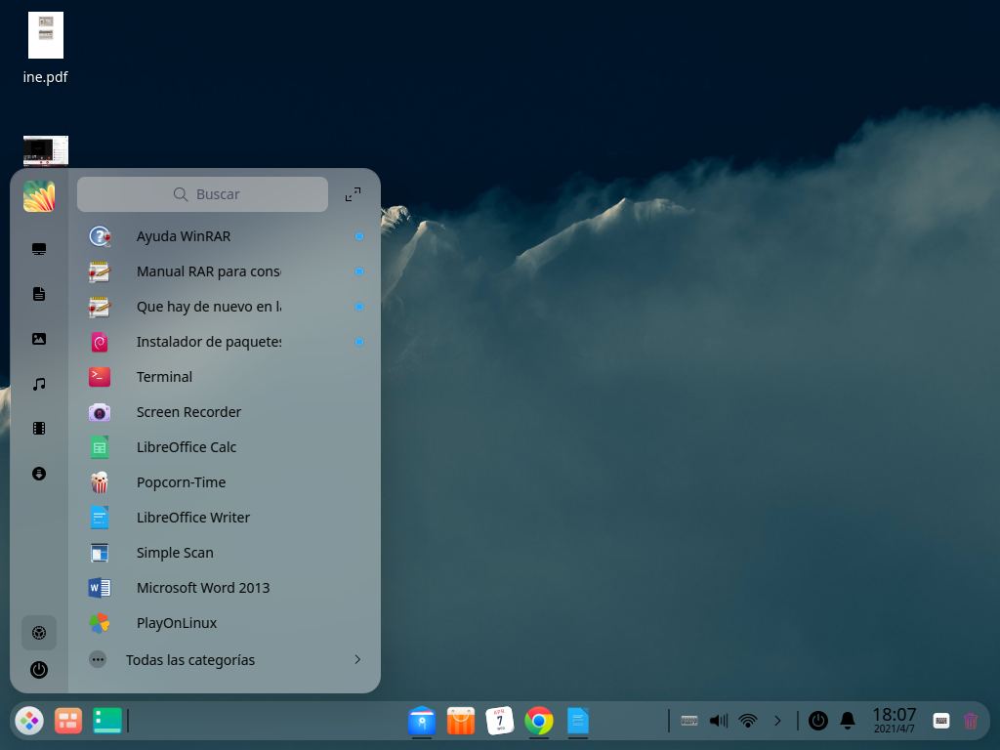 ine.pdf
Buscar
Ayuda WinRAR
Manual RAR para cons
Que hay de nuevo en l
Instalador de paquetes
Terminal
Screen Recorder
LibreOffice Calc
Popcorn-Time
LibreOffice Writer
Simple Scan
Microsoft Word 2013
PlayOnLinux
Todas las categorías
APR
7
WED
18:07
2021/4/7